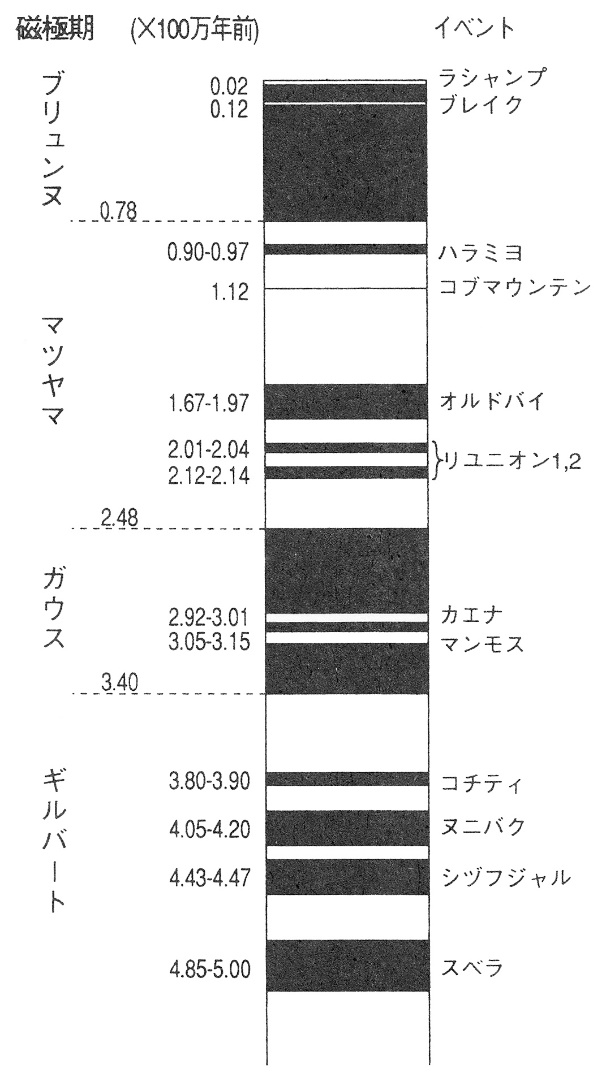 磁極期 (×100万年前) イベント
ブリュンヌ
0.02 ラシャンプ
0.12 ブレイク
0.78
マツヤマ
0.90-0.97 ハラミヨ
1.12 コブマウンテン
1.67-1.97 オルドバイ
2.01-2.04
2.12-2.14
リユニオン1,2
2.48
ガウス
2.92-3.01 カエナ
3.05-3.15 マンモス
3.40
ギルバート
3.80-3.90 コチティ
4.05-4.20 ヌニバク
4.43-4.47 シヅフジャル
4.85-5.00 スベラ